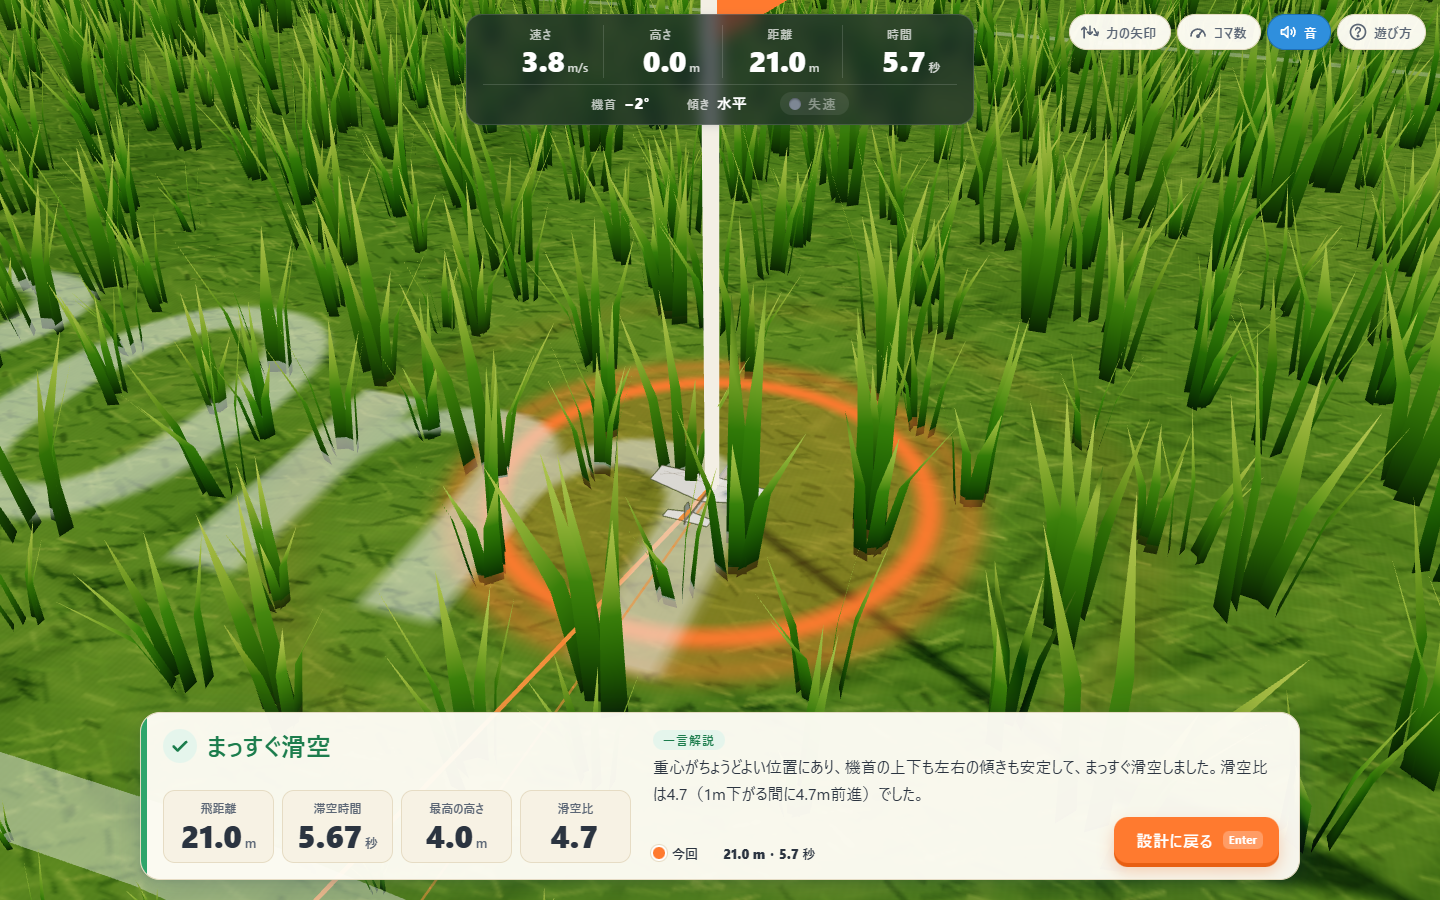 速さ 高さ 距離 時間
3.8 m/s 0.0 m 21.0 m 5.7 秒
機首 −2° 傾き 水平 失速
力の矢印 コマ数 音 遊び方
まっすぐ滑空
飛距離 滞空時間 最高の高さ 滑空比
21.0 m 5.67 秒 4.0 m 4.7
一言解説
重心がちょうどよい位置にあり、機首の上下も左右の傾きも安定して、まっすぐ滑空しました。滑空比
は4.7（1m下がる間に4.7m前進）でした。
今回 21.0 m · 5.7 秒
設計に戻る Enter